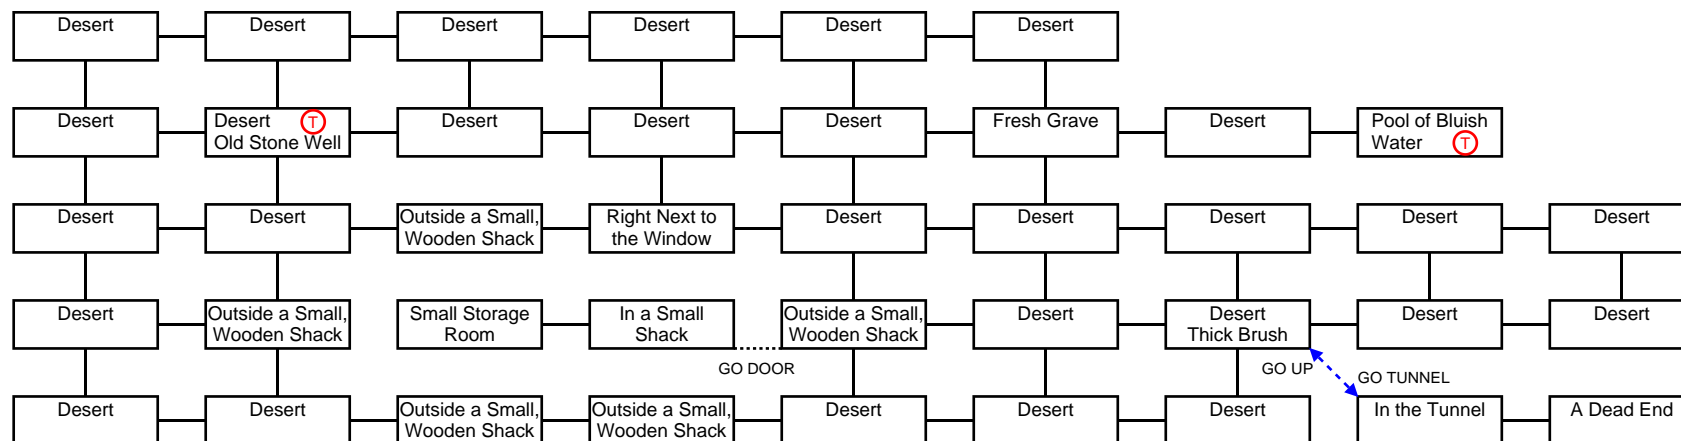 Desert
Desert
Desert
Desert
Desert
Desert
Desert
Desert T
Old Stone Well
Desert
Desert
Desert
Fresh Grave
Desert
Pool of Bluish
Water T
Desert
Desert
Outside a Small,
Wooden Shack
Right Next to
the Window
Desert
Desert
Desert
Desert
Desert
Desert
Outside a Small,
Wooden Shack
Small Storage
Room
In a Small
Shack
Outside a Small,
Wooden Shack
Desert
Desert
Thick Brush
Desert
Desert
GO DOOR
GO UP
GO TUNNEL
Desert
Desert
Outside a Small,
Wooden Shack
Outside a Small,
Wooden Shack
Desert
Desert
Desert
In the Tunnel
A Dead End